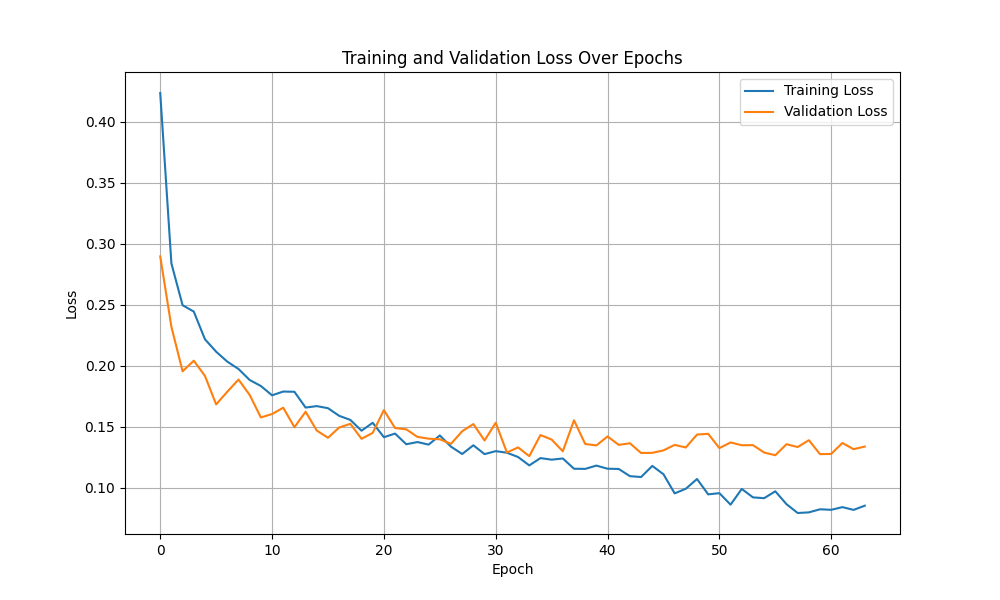 Training and Validation Loss Over Epochs
Training Loss
Validation Loss
0.40
0.35
0.30
0.25
0.20
0.15
0.10
Loss
0 10 20 30 40 50 60
Epoch